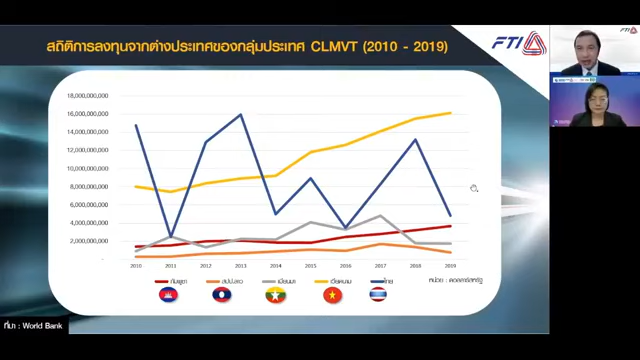 สถิติการลงทุนจากต่างประเทศของกลุ่มประเทศ CLMVT (2010 - 2019)
FTI
18,000,000,000
16,000,000,000
14,000,000,000
12,000,000,000
10,000,000,000
8,000,000,000
6,000,000,000
4,000,000,000
2,000,000,000
-
2010 2011 2012 2013 2014 2015 2016 2017 2018 2019
กัมพูชา สปป.ลาว เมียนมา เวียดนาม ไทย
หน่วย : ดอลลาร์สหรัฐ
ที่มา : World Bank
FTI